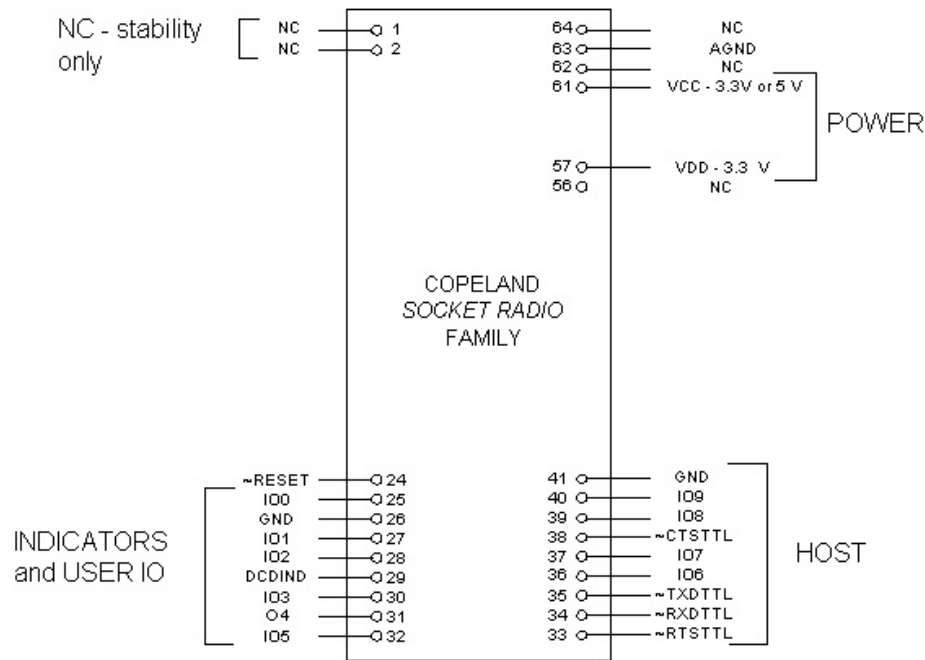 NC - stability
only
NC 1
NC 2
64 NC
63 AGND
62 NC
61 VCC - 3.3V or 5 V
POWER
57 VDD - 3.3 V
56 NC
COPELAND
SOCKET RADIO
FAMILY
INDICATORS
and USER IO
~RESET 24
IO0 25
GND 26
IO1 27
IO2 28
DCDIND 29
IO3 30
O4 31
IO5 32
41 GND
40 IO9
39 IO8
38 ~CTSTTL
37 IO7
36 IO6
35 ~TXDTTL
34 ~RXDTTL
33 ~RTSTTL
HOST